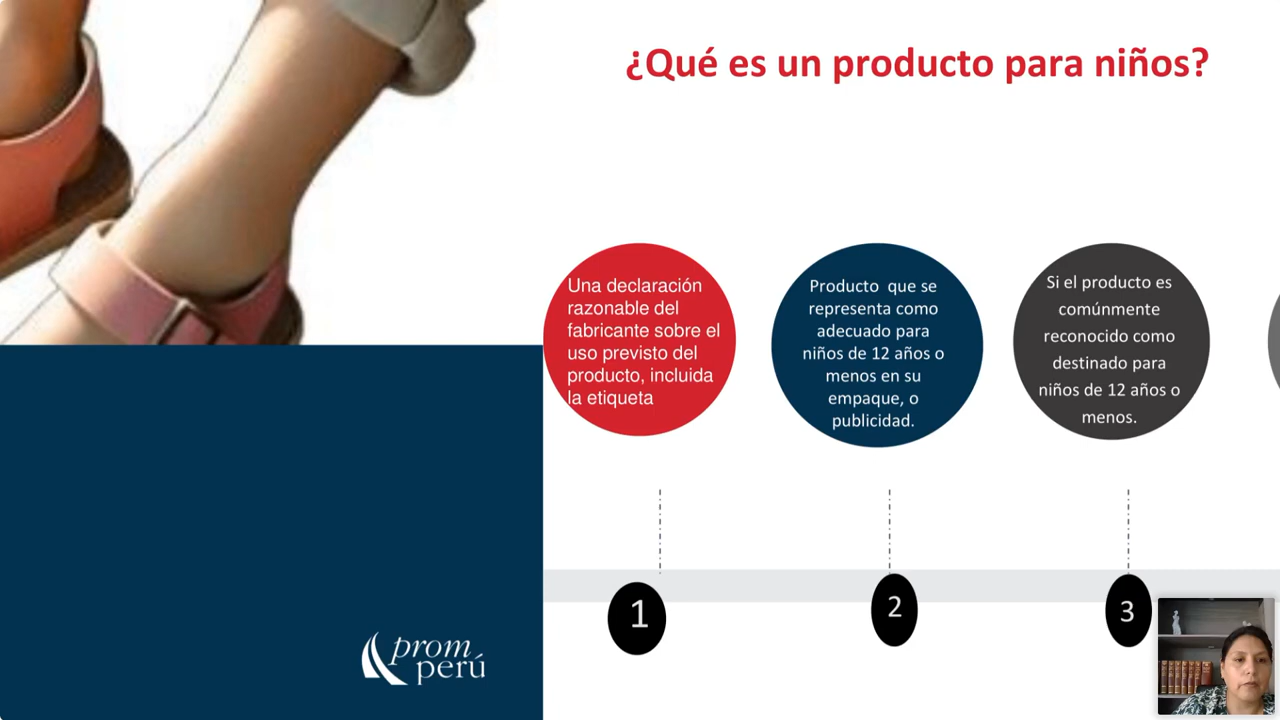 ¿Qué es un producto para niños?
Una declaración
razonable del
fabricante sobre el
uso previsto del
producto, incluida
la etiqueta
Producto que se
representa como
adecuado para
niños de 12 años o
menos en su
empaque, o
publicidad.
Si el producto es
comúnmente
reconocido como
destinado para
niños de 12 años o
menos.
1
2
3
prom
perú